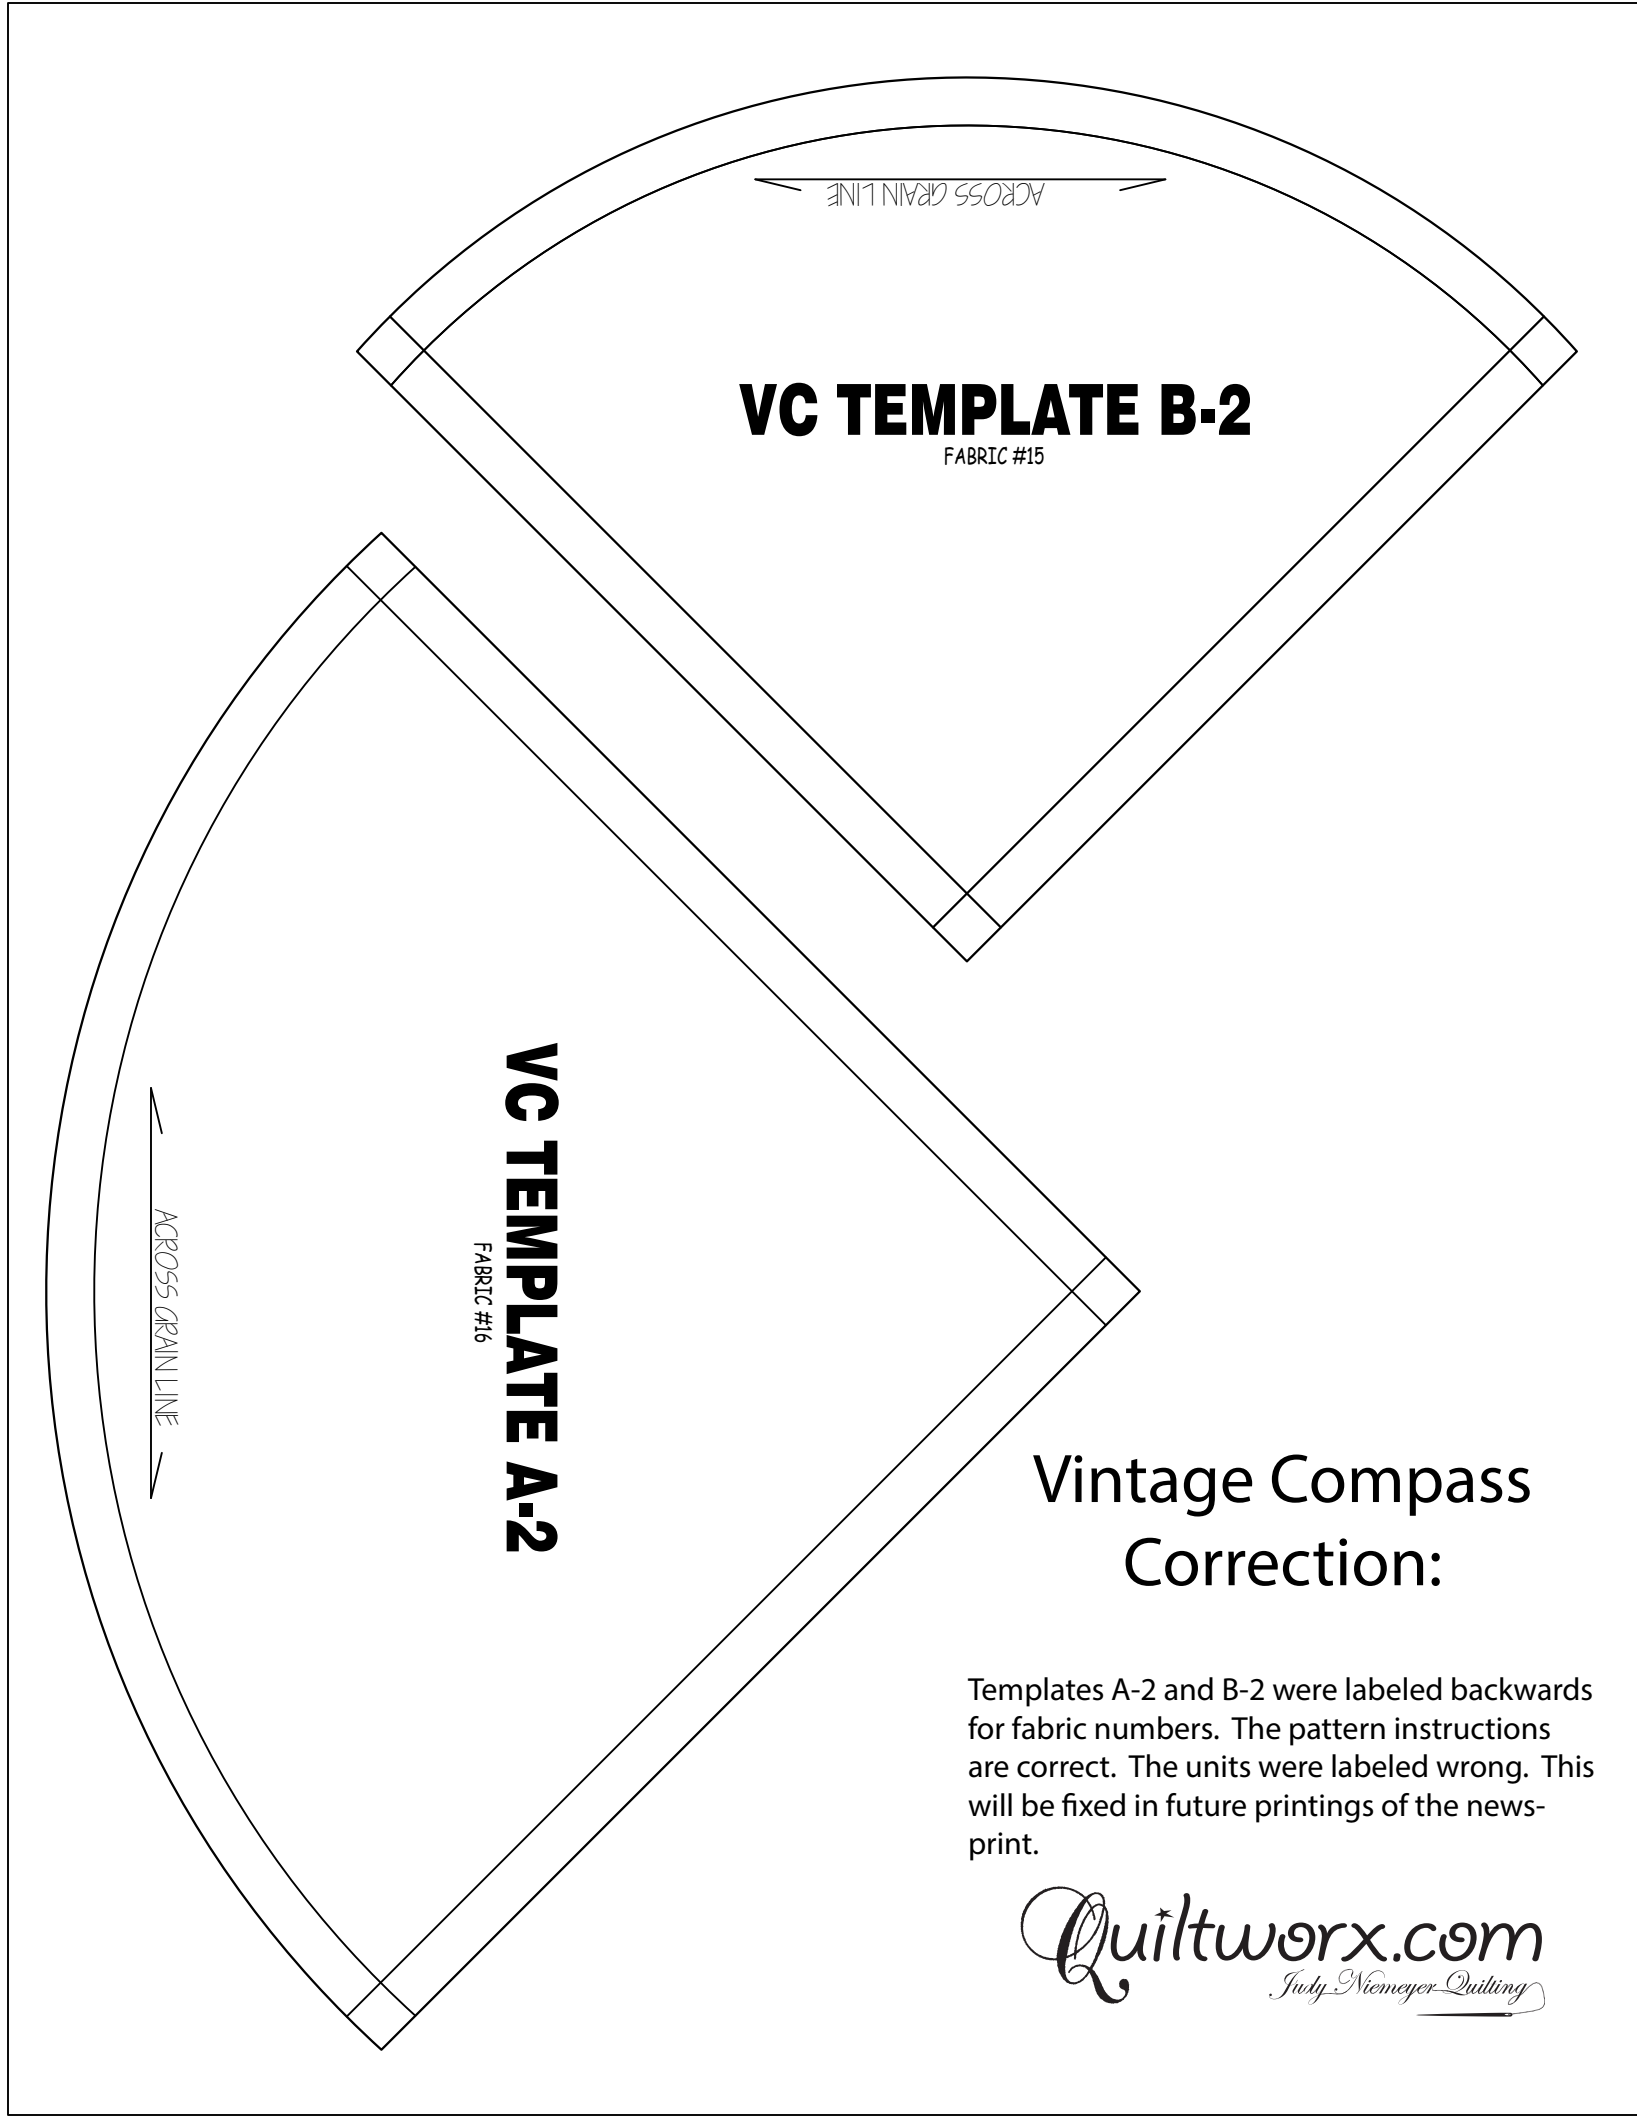 ACROSS GRAIN LINE
VC TEMPLATE B-2
FABRIC #15
VC TEMPLATE A-2
FABRIC #16
ACROSS GRAIN LINE
Vintage Compass
Correction:
Templates A-2 and B-2 were labeled backwards
for fabric numbers.  The pattern instructions
are correct.  The units were labeled wrong.  This
will be fixed in future printings of the news-
print.
Quiltworx.com
Judy Niemeyer Quilting